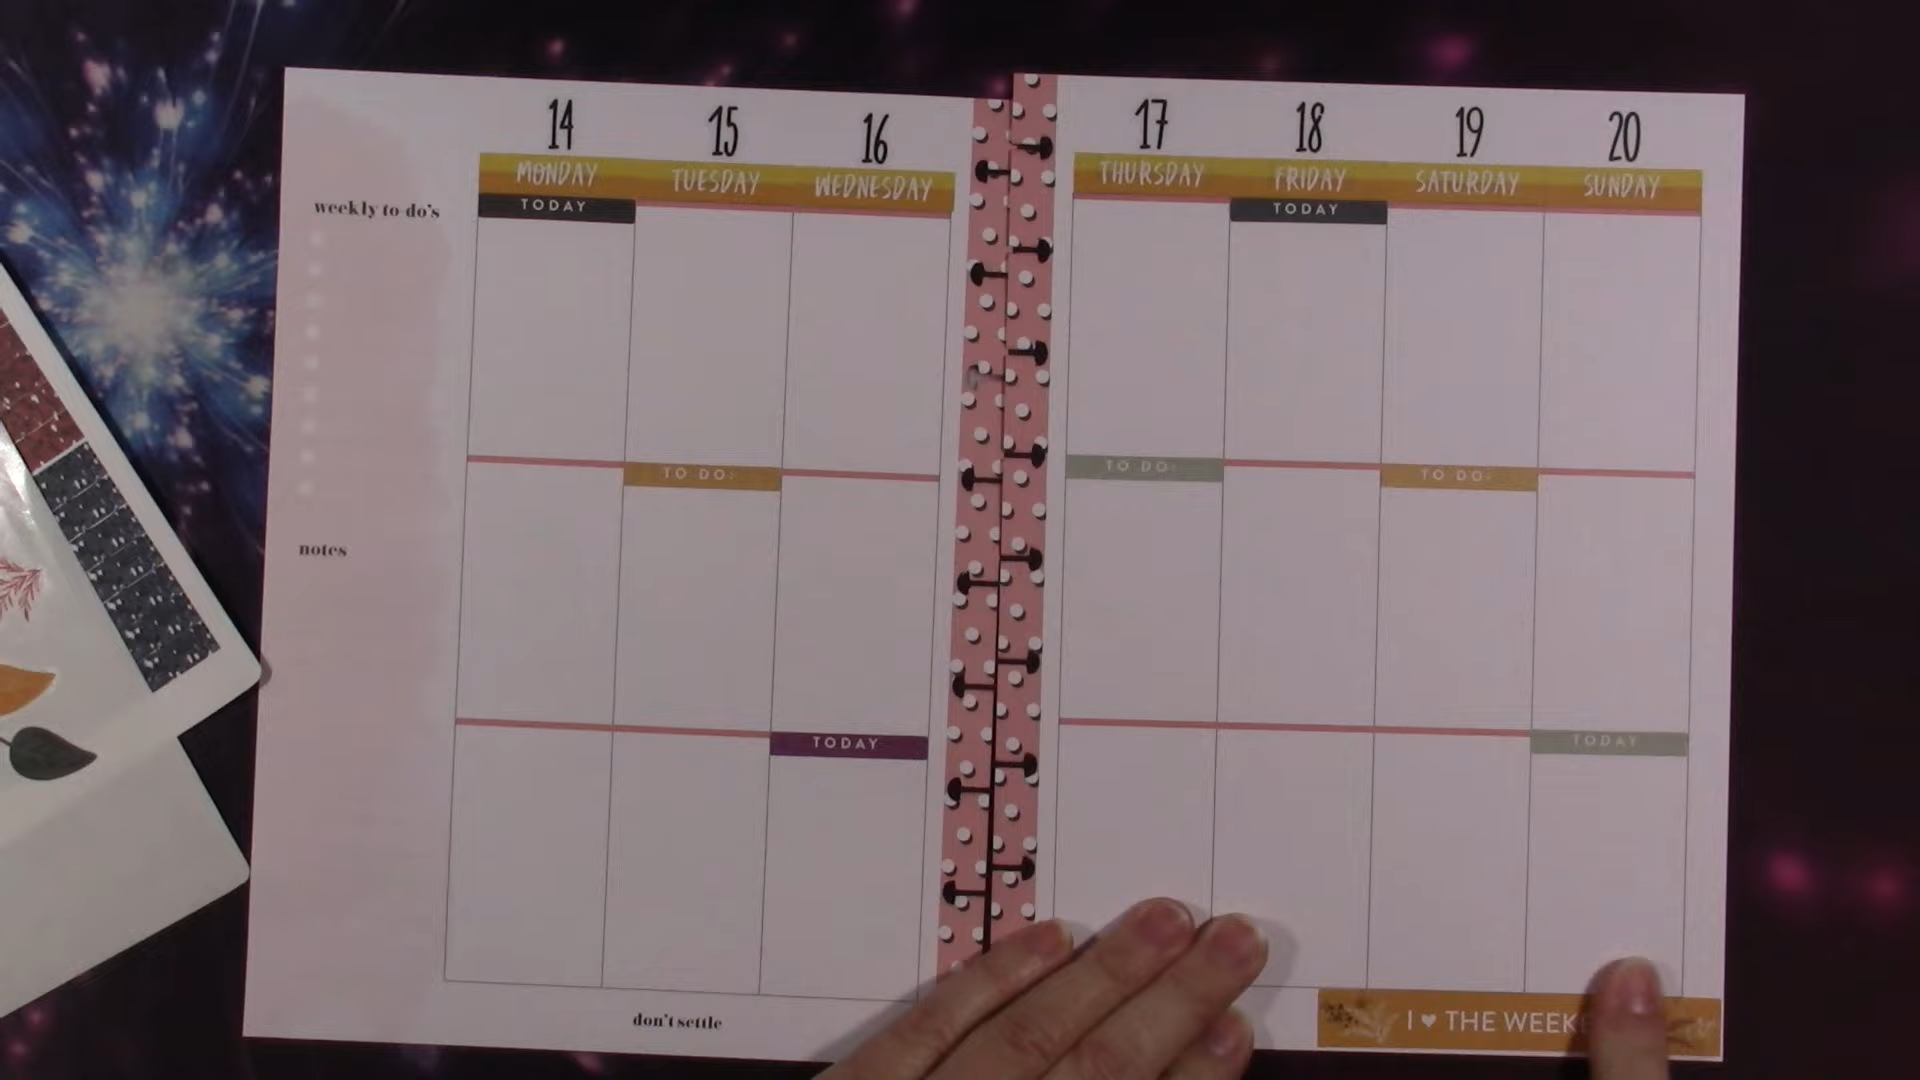 14 15 16 17 18 19 20
MONDAY TUESDAY WEDNESDAY THURSDAY FRIDAY SATURDAY SUNDAY
weekly to-do's
TODAY TODAY
TO DO: TO DO: TO DO:
notes
TODAY TODAY
don't settle
I ♥ THE WEEKE